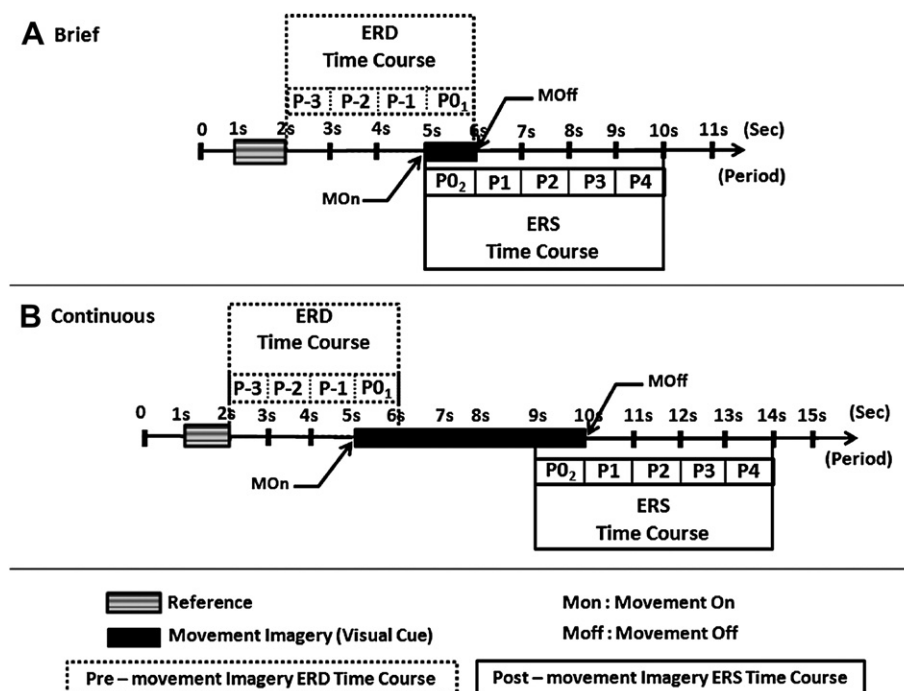 A Brief
ERD
Time Course
P-3 P-2 P-1 P0₁
MOff
0 1s 2s 3s 4s 5s 6s 7s 8s 9s 10s 11s (Sec)
(Period)
MOn
P0₂ P1 P2 P3 P4
ERS
Time Course
B Continuous
ERD
Time Course
P-3 P-2 P-1 P0₁
MOff
0 1s 2s 3s 4s 5s 6s 7s 8s 9s 10s 11s 12s 13s 14s 15s (Sec)
(Period)
MOn
P0₂ P1 P2 P3 P4
ERS
Time Course
Reference
Mon : Movement On
Movement Imagery (Visual Cue)
Moff : Movement Off
Pre – movement Imagery ERD Time Course
Post – movement Imagery ERS Time Course